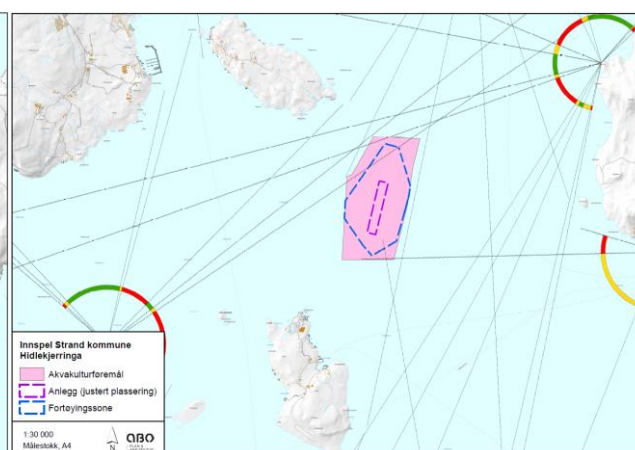 Innspel Strand kommune
Hidlekjerringa
Akvakulturføremål
Anlegg (justert plassering)
Fortøyingssone
1:30 000
Målestokk, A4
N
ABO